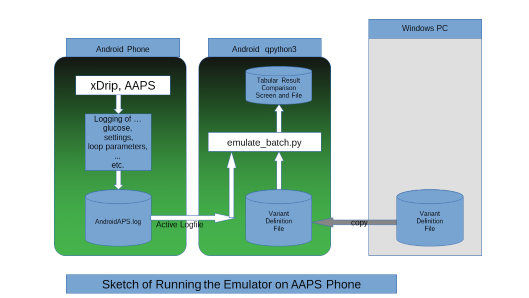 Windows PC
Android Phone
Android qpython3
xDrip, AAPS
Tabular Result
Comparison
Screen and File
Logging of ...
glucose,
settings,
loop parameters,
...
etc.
emulate_batch.py
AndroidAPS.log
Active Logfile
Variant
Definition
File
copy
Variant
Definition
File
Sketch of Running the Emulator on AAPS Phone